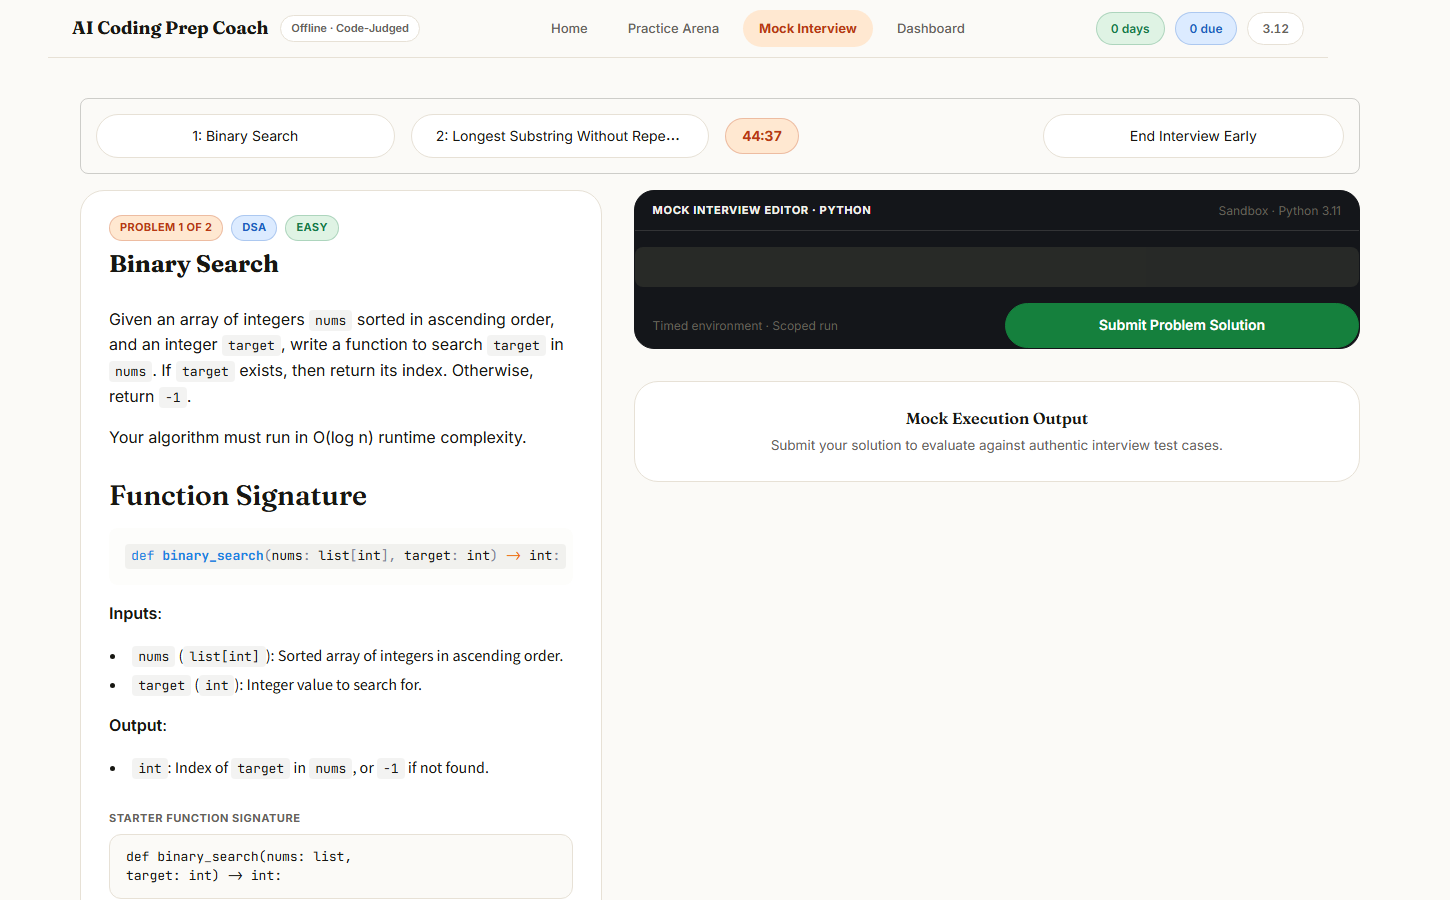 AI Coding Prep Coach
Offline · Code-Judged
Home
Practice Arena
Mock Interview
Dashboard
0 days
0 due
3.12
1: Binary Search
2: Longest Substring Without Repe...
44:37
End Interview Early
PROBLEM 1 OF 2
DSA
EASY
Binary Search
Given an array of integers nums sorted in ascending order,
and an integer target, write a function to search target in
nums. If target exists, then return its index. Otherwise,
return -1.
Your algorithm must run in O(log n) runtime complexity.
Function Signature
def binary_search(nums: list[int], target: int) -> int:
Inputs:
• nums ( list[int] ): Sorted array of integers in ascending order.
• target ( int ): Integer value to search for.
Output:
• int : Index of target in nums, or -1 if not found.
STARTER FUNCTION SIGNATURE
def binary_search(nums: list,
target: int) -> int:
MOCK INTERVIEW EDITOR · PYTHON
Sandbox · Python 3.11
Timed environment · Scoped run
Submit Problem Solution
Mock Execution Output
Submit your solution to evaluate against authentic interview test cases.